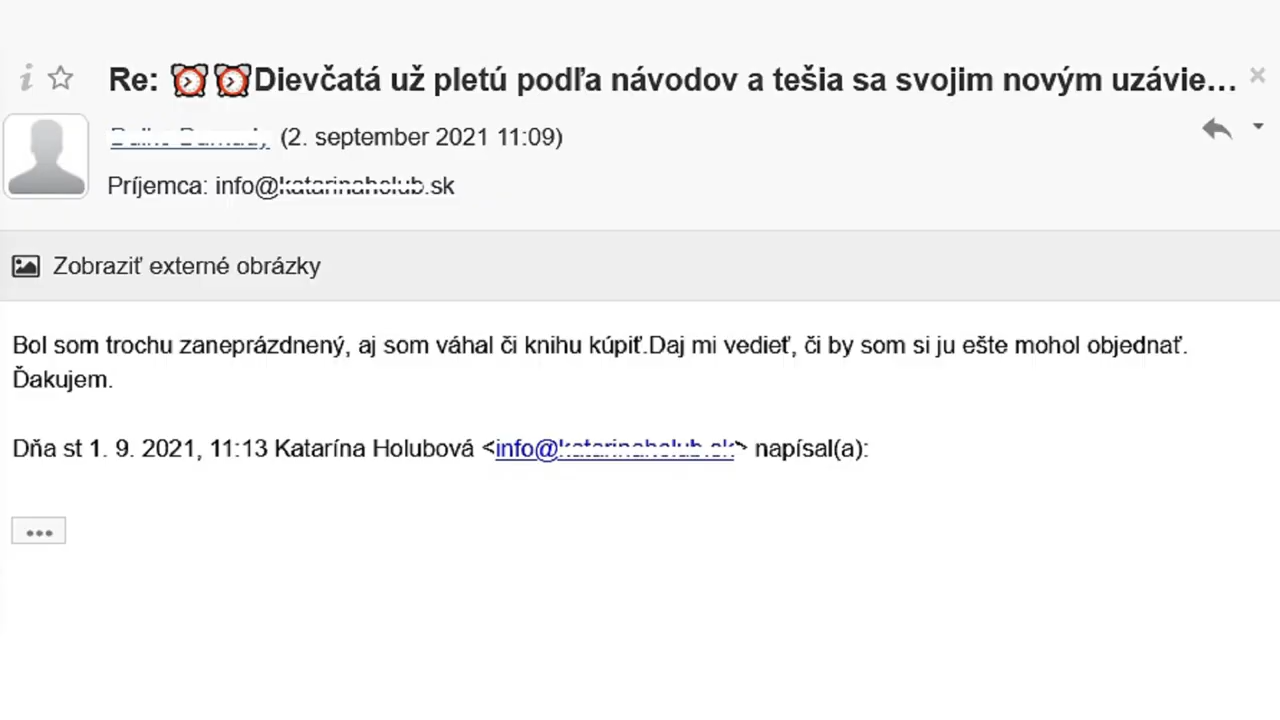 Re: ⏰⏰Dievčatá už pletú podľa návodov a tešia sa svojim novým uzávie...
(2. september 2021 11:09)
Príjemca: info@katarinaholub.sk
Zobraziť externé obrázky
Bol som trochu zaneprázdnený, aj som váhal či knihu kúpiť.Daj mi vedieť, či by som si ju ešte mohol objednať.
Ďakujem.
Dňa st 1. 9. 2021, 11:13 Katarína Holubová <info@katarinaholub.sk> napísal(a):